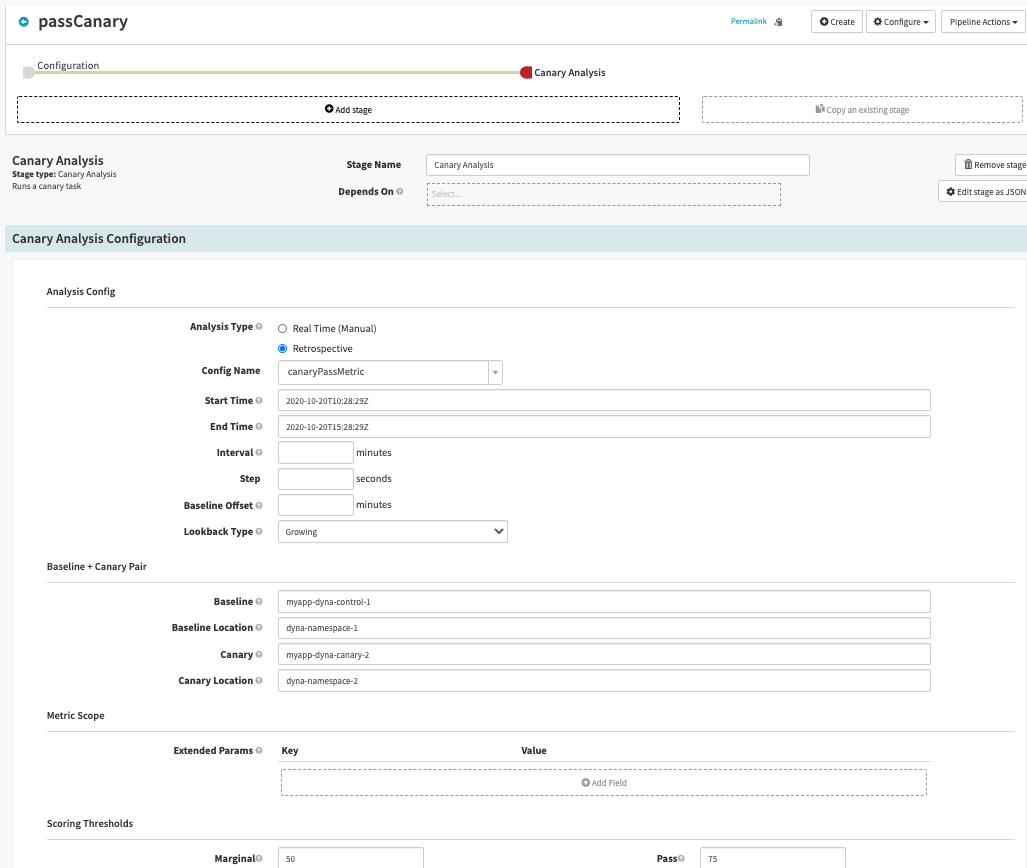 passCanary
Permalink
Create
Configure
Pipeline Actions
Configuration
Canary Analysis
Add stage
Copy an existing stage
Canary Analysis
Stage type: Canary Analysis
Runs a canary task
Stage Name
Canary Analysis
Remove stage
Depends On
Select...
Edit stage as JSON
Canary Analysis Configuration
Analysis Config
Analysis Type
Real Time (Manual)
Retrospective
Config Name
canaryPassMetric
Start Time
2020-10-20T10:28:29Z
End Time
2020-10-20T15:28:29Z
Interval
minutes
Step
seconds
Baseline Offset
minutes
Lookback Type
Growing
Baseline + Canary Pair
Baseline
myapp-dyna-control-1
Baseline Location
dyna-namespace-1
Canary
myapp-dyna-canary-2
Canary Location
dyna-namespace-2
Metric Scope
Extended Params
Key
Value
Add Field
Scoring Thresholds
Marginal
50
Pass
75